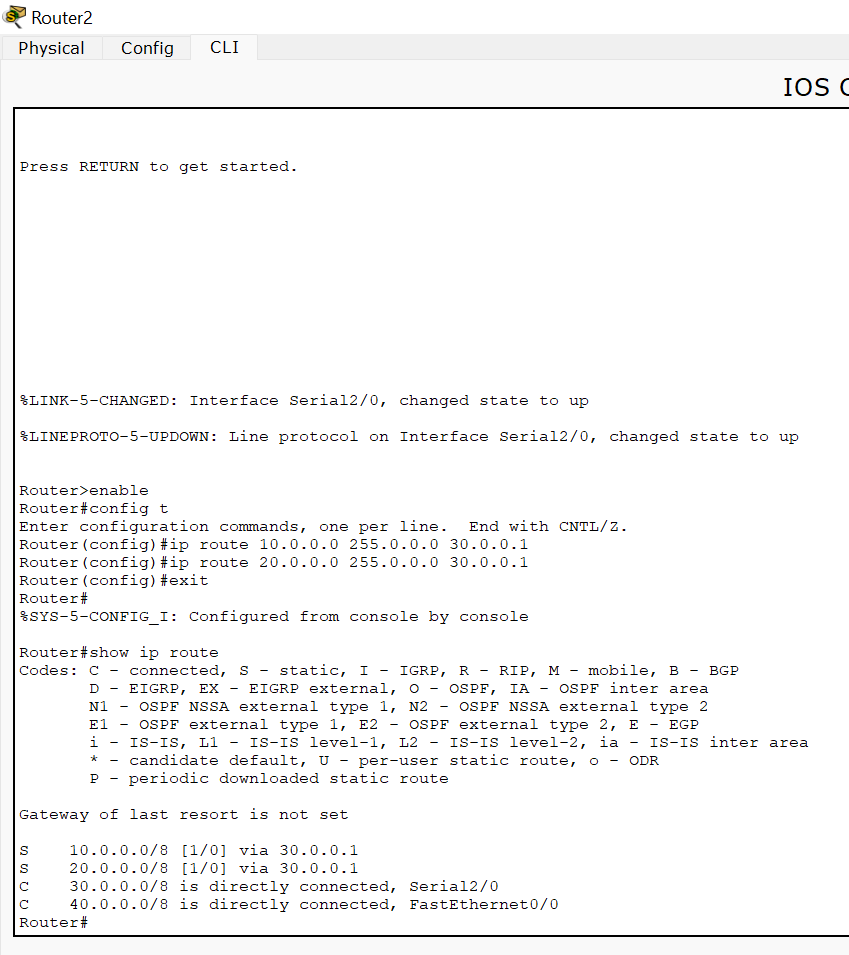 Router2
Physical Config CLI
IOS C
Press RETURN to get started.
%LINK-5-CHANGED: Interface Serial2/0, changed state to up
%LINEPROTO-5-UPDOWN: Line protocol on Interface Serial2/0, changed state to up
Router>enable
Router#config t
Enter configuration commands, one per line.  End with CNTL/Z.
Router(config)#ip route 10.0.0.0 255.0.0.0 30.0.0.1
Router(config)#ip route 20.0.0.0 255.0.0.0 30.0.0.1
Router(config)#exit
Router#
%SYS-5-CONFIG_I: Configured from console by console
Router#show ip route
Codes: C - connected, S - static, I - IGRP, R - RIP, M - mobile, B - BGP
       D - EIGRP, EX - EIGRP external, O - OSPF, IA - OSPF inter area
       N1 - OSPF NSSA external type 1, N2 - OSPF NSSA external type 2
       E1 - OSPF external type 1, E2 - OSPF external type 2, E - EGP
       i - IS-IS, L1 - IS-IS level-1, L2 - IS-IS level-2, ia - IS-IS inter area
       * - candidate default, U - per-user static route, o - ODR
       P - periodic downloaded static route
Gateway of last resort is not set
S    10.0.0.0/8 [1/0] via 30.0.0.1
S    20.0.0.0/8 [1/0] via 30.0.0.1
C    30.0.0.0/8 is directly connected, Serial2/0
C    40.0.0.0/8 is directly connected, FastEthernet0/0
Router#